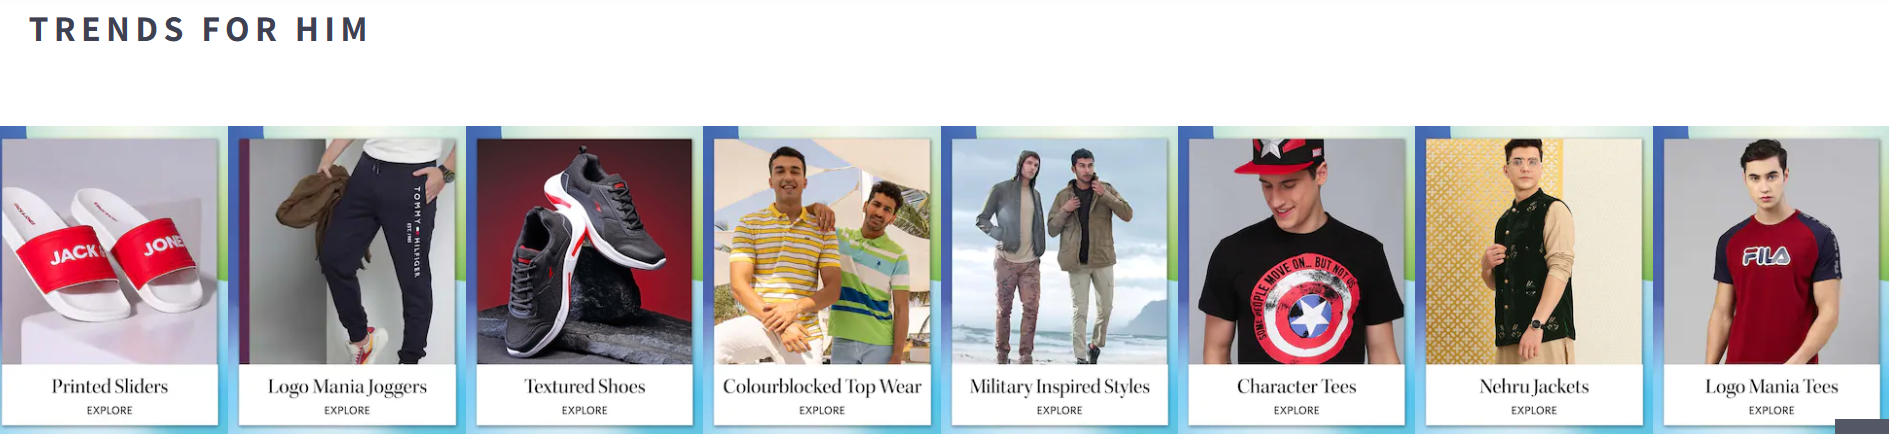 TRENDS FOR HIM
JACK &
JONE
TOMMY HILFIGER
FILA
SOME PEOPLE MOVE ON... BUT NOT US
Printed Sliders
EXPLORE
Logo Mania Joggers
EXPLORE
Textured Shoes
EXPLORE
Colourblocked Top Wear
EXPLORE
Military Inspired Styles
EXPLORE
Character Tees
EXPLORE
Nehru Jackets
EXPLORE
Logo Mania Tees
EXPLORE